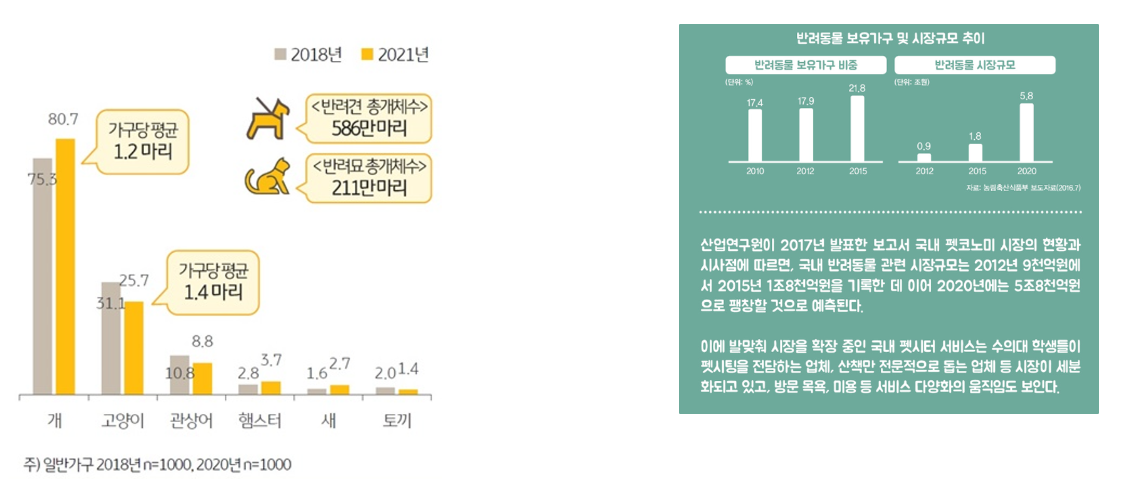 2018년 2021년
80.7
75.3
가구당 평균
1.2 마리
<반려견 총개체수>
586만마리
<반려묘 총개체수>
211만마리
가구당 평균
1.4 마리
31.1
25.7
10.8
8.8
2.8
3.7
1.6
2.7
2.0
1.4
개 고양이 관상어 햄스터 새 토끼
주) 일반가구 2018년 n=1000, 2020년 n=1000
반려동물 보유가구 및 시장규모 추이
반려동물 보유가구 비중
(단위: %)
17.4
17.9
21.8
2010 2012 2015
반려동물 시장규모
(단위: 조원)
0.9
1.8
5.8
2012 2015 2020
자료: 농림축산식품부 보도자료(2016.7)
산업연구원이 2017년 발표한 보고서 국내 펫코노미 시장의 현황과
시사점에 따르면, 국내 반려동물 관련 시장규모는 2012년 9천억원에
서 2015년 1조8천억원을 기록한 데 이어 2020년에는 5조8천억원
으로 팽창할 것으로 예측된다.
이에 발맞춰 시장을 확장 중인 국내 펫시터 서비스는 수의대 학생들이
펫시팅을 전담하는 업체, 산책만 전문적으로 돕는 업체 등 시장이 세분
화되고 있고, 방문 목욕, 미용 등 서비스 다양화의 움직임도 보인다.